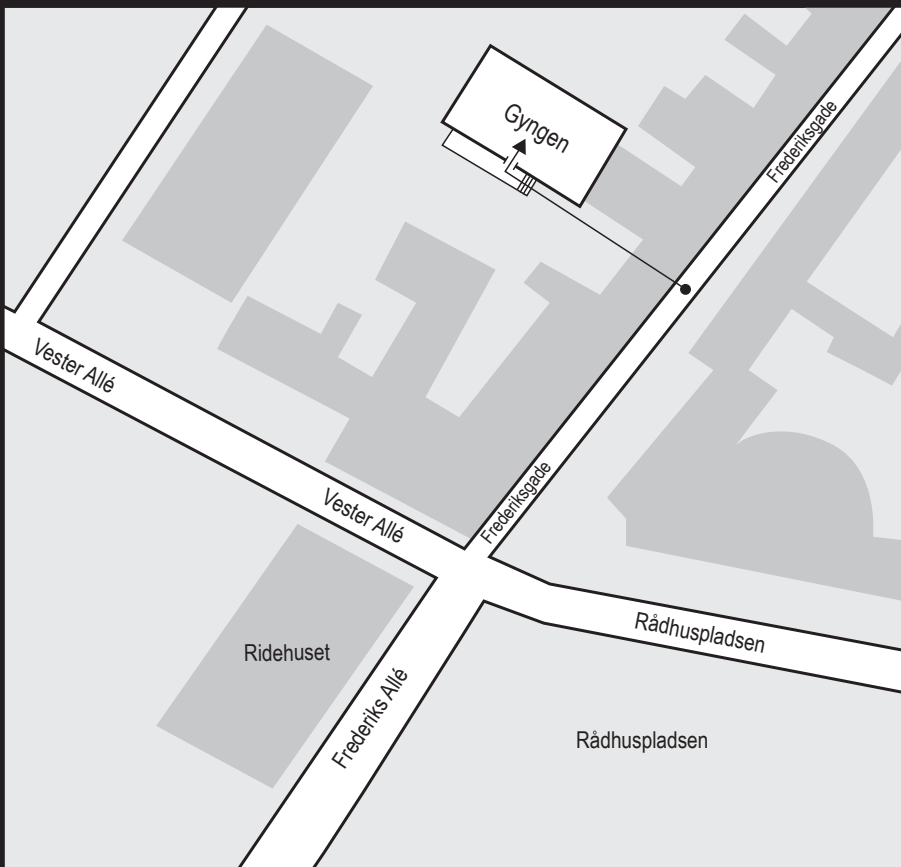 Gyngen
Frederiksgade
Vester Allé
Vester Allé
Frederiksgade
Rådhuspladsen
Ridehuset
Frederiks Allé
Rådhuspladsen